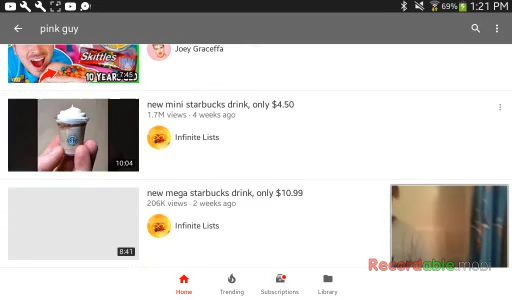 69% 1:21 PM
pink guy
Skittles
10 YEAR OLD
7:45
Joey Graceffa
new mini starbucks drink, only $4.50
1.7M views · 4 weeks ago
10:04
Infinite Lists
new mega starbucks drink, only $10.99
206K views · 2 weeks ago
Infinite Lists
8:41
Recordable.mobi
Home Trending Subscriptions Library